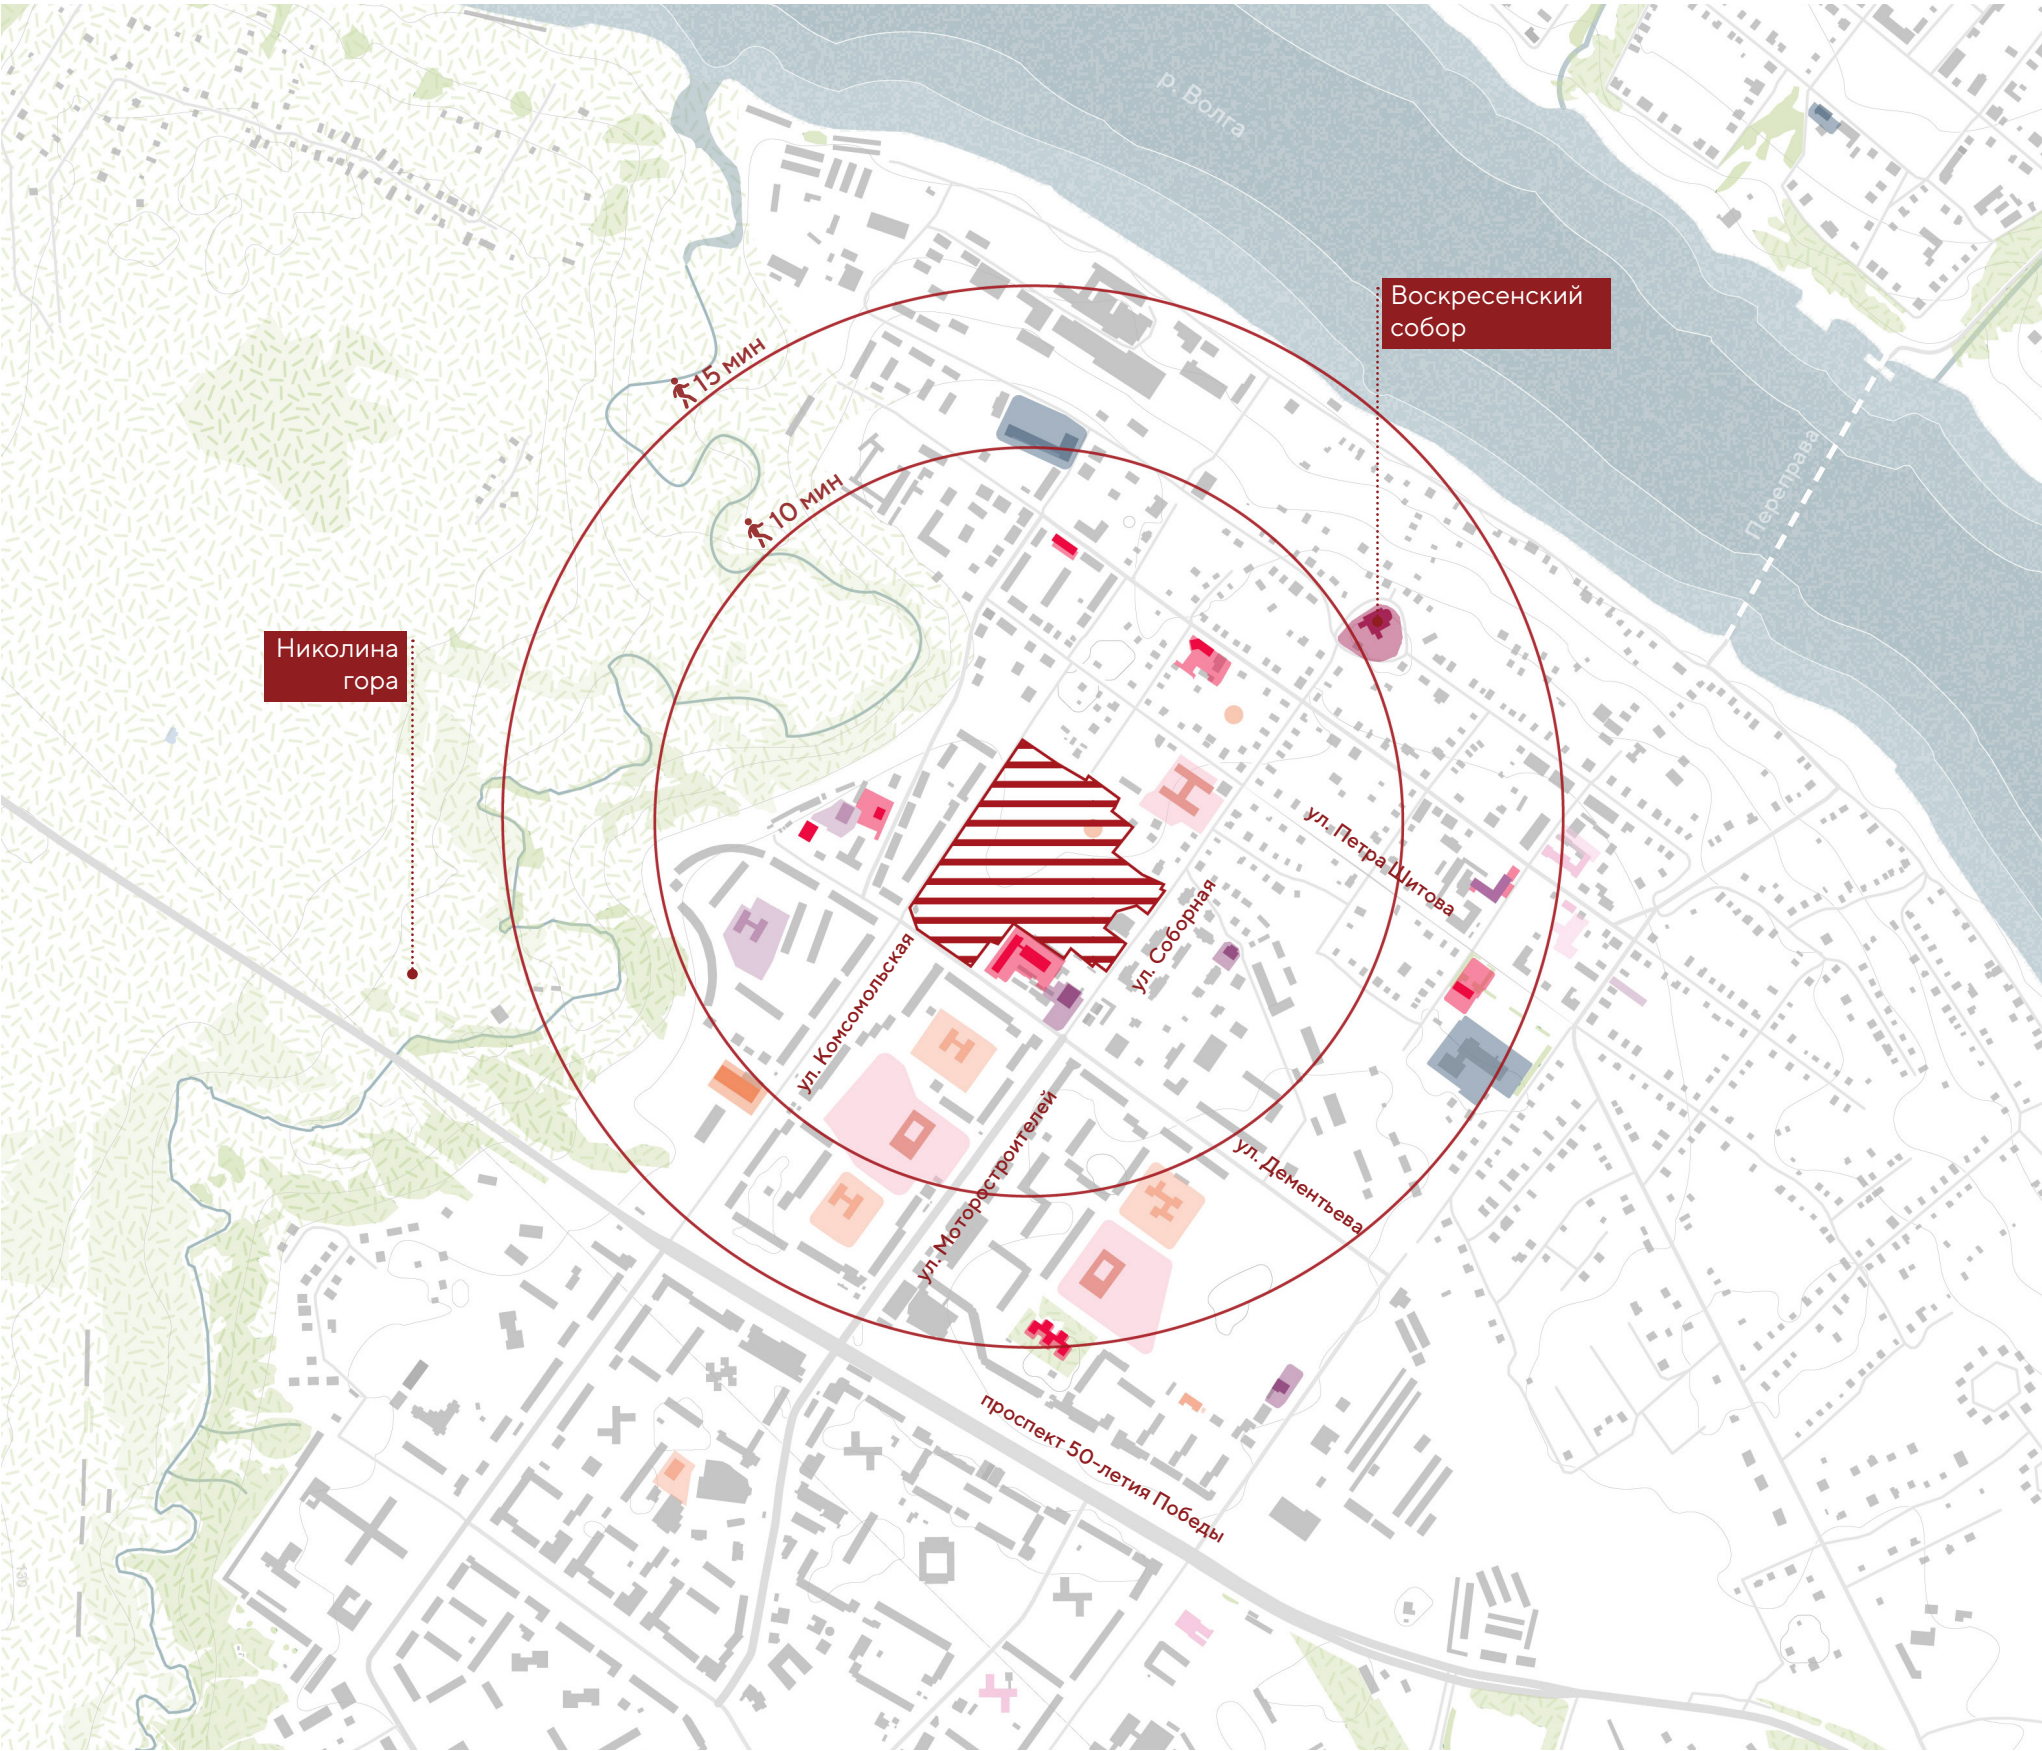 р. Волга
Воскресенский
собор
15 мин
Переправа
10 мин
Николина
гора
ул. Петра Шитова
ул. Соборная
ул. Комсомольская
ул. Моторостроителей
ул. Дементьева
проспект 50-летия Победы